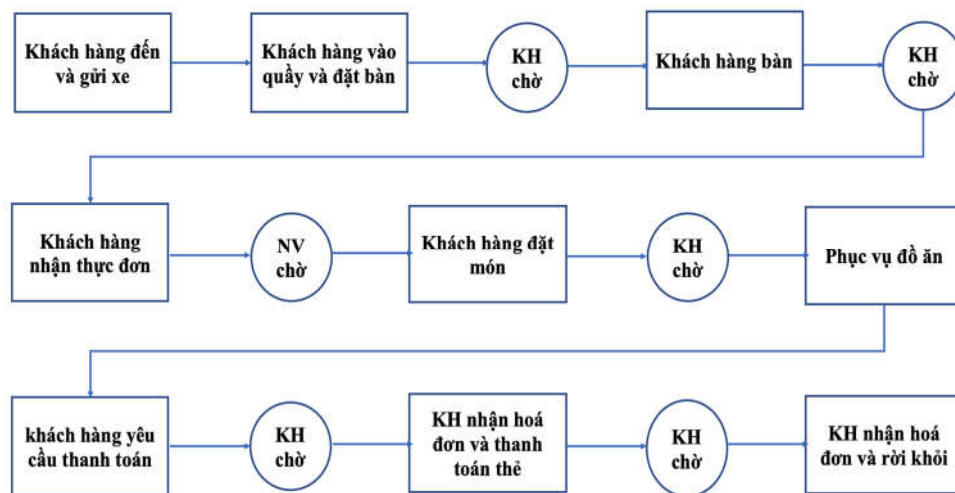 Khách hàng đến
và gửi xe
Khách hàng vào
quầy và đặt bàn
KH
chờ
Khách hàng bàn
KH
chờ
Khách hàng
nhận thực đơn
NV
chờ
Khách hàng đặt
món
KH
chờ
Phục vụ đồ ăn
khách hàng yêu
cầu thanh toán
KH
chờ
KH nhận hoá
đơn và thanh
toán thẻ
KH
chờ
KH nhận hoá
đơn và rời khỏi